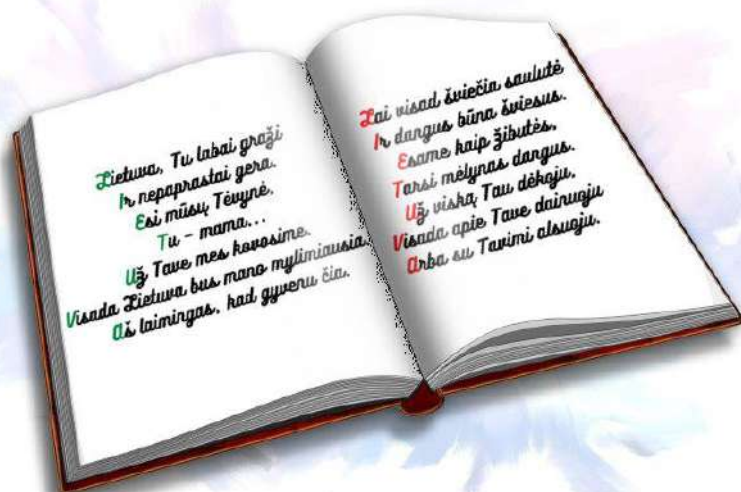 Lietuva, Tu labai graži
Ir nepaprastai gera.
Esi mūsų Tėvynė,
Tu – mama...
Už Tave mes kovosime.
Visada Lietuva bus mano mylimiausia,
Aš laimingas, kad gyvenu čia.
Lai visad šviečia saulutė
Ir dangus būna šviesus.
Esame kaip žibutės,
Tarsi mėlynas dangus.
Už viską Tau dėkoju,
Visada apie Tave dainuoju
Arba su Tavimi alsuoju.